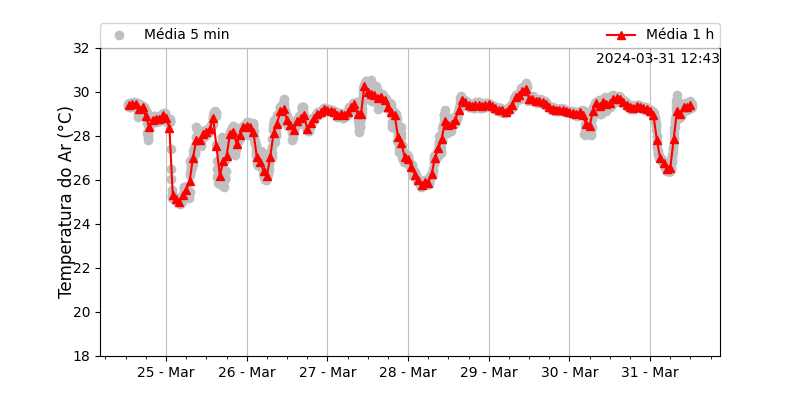 Média 5 min
Média 1 h
2024-03-31 12:43
Temperatura do Ar (°C)
32
30
28
26
24
22
20
18
25 - Mar
26 - Mar
27 - Mar
28 - Mar
29 - Mar
30 - Mar
31 - Mar